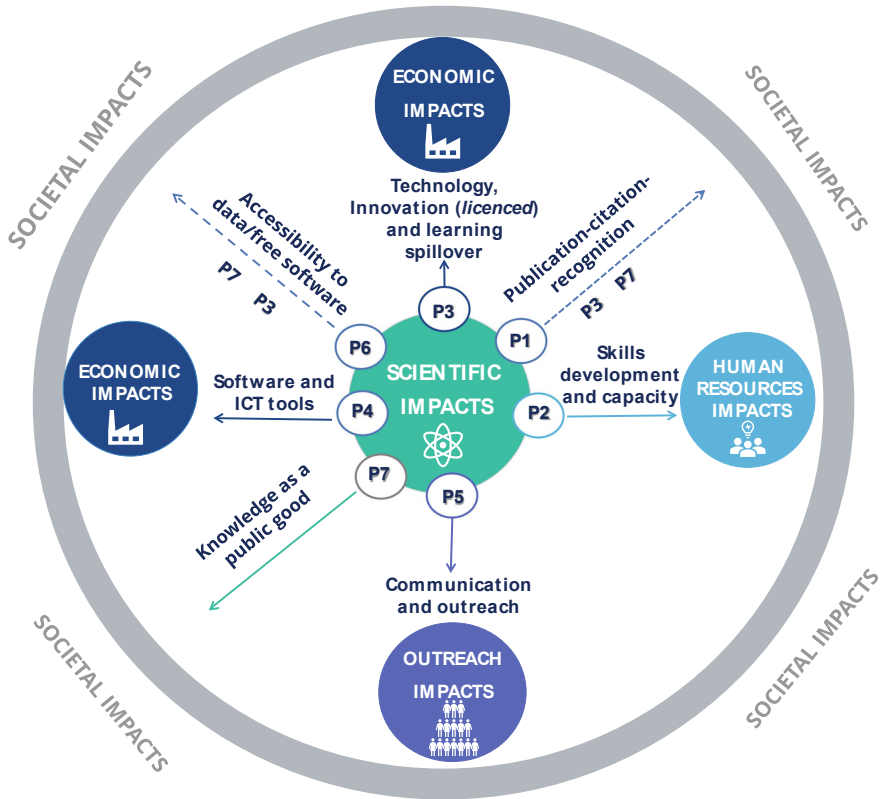 SOCIETAL IMPACTS
SOCIETAL IMPACTS
ECONOMIC
IMPACTS
Technology,
Innovation (licenced)
and learning
spillover
Accessibility to
data/free software
P7 P3
Publication-citation-
recognition
P3 P7
P3
P1
P6
SCIENTIFIC
IMPACTS
P2
P4
P7
P5
ECONOMIC
IMPACTS
Software and
ICT tools
Skills
development
and capacity
HUMAN
RESOURCES
IMPACTS
Knowledge as a
public good
Communication
and outreach
OUTREACH
IMPACTS
SOCIETAL IMPACTS
SOCIETAL IMPACTS